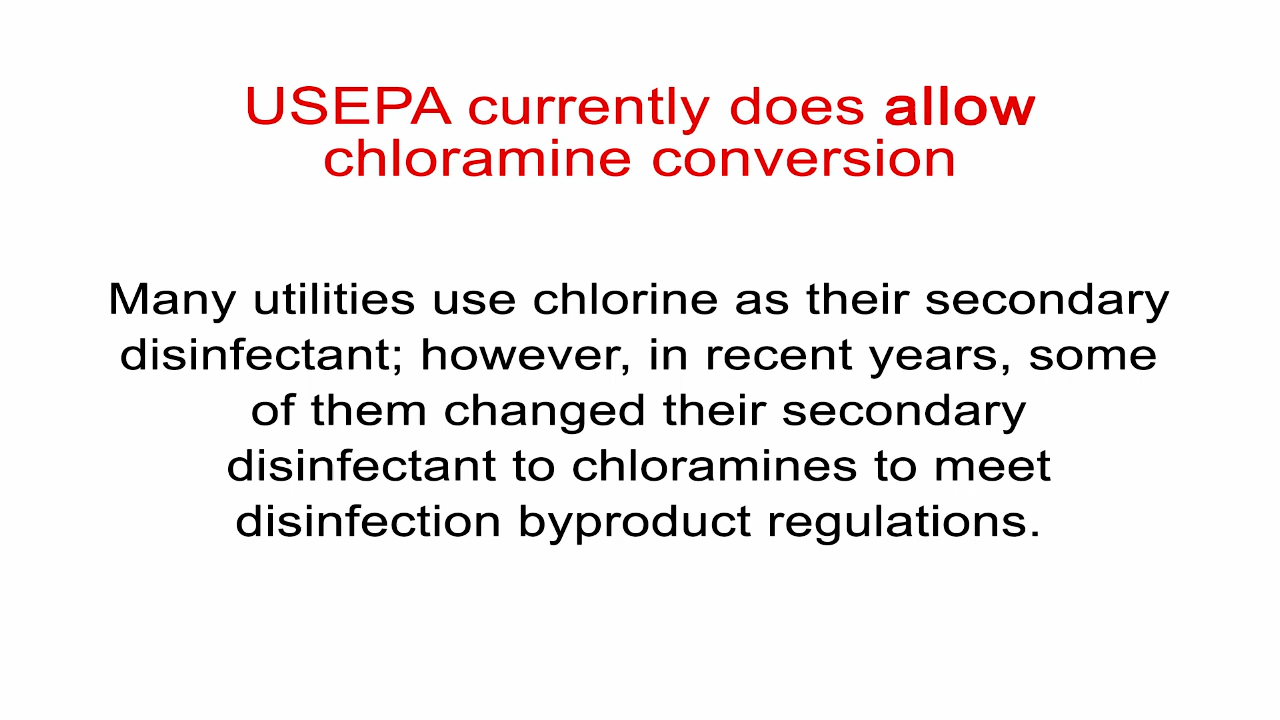 USEPA currently does allow
chloramine conversion
Many utilities use chlorine as their secondary
disinfectant; however, in recent years, some
of them changed their secondary
disinfectant to chloramines to meet
disinfection byproduct regulations.